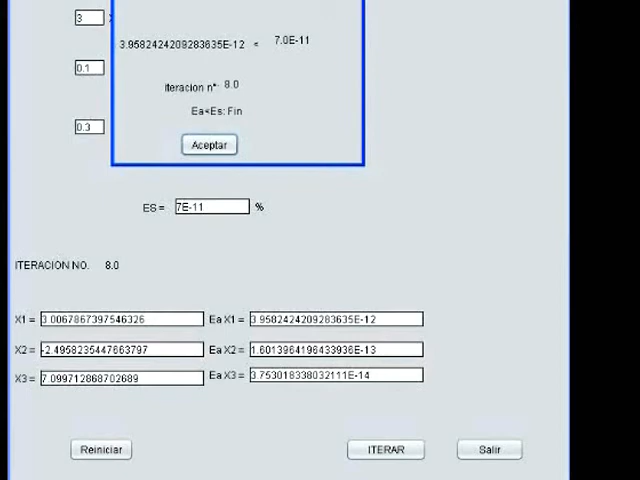 3
3.9582424209283635E-12 < 7.0E-11
0.1
iteracion n°: 8.0
Ea<Es: Fin
0.3
Aceptar
ES = 7E-11 %
ITERACION NO. 8.0
X1 = 3.0067867397546326 Ea X1 = 3.9582424209283635E-12
X2 = -2.4958235447663797 Ea X2 = 1.6013964196433936E-13
X3 = 7.099712868702689 Ea X3 = 3.753018338032111E-14
Reiniciar ITERAR Salir